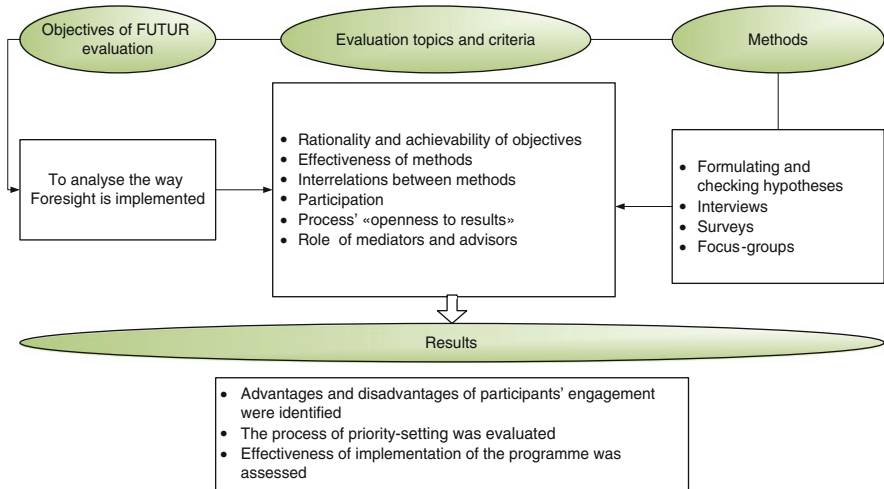 Objectives of FUTUR
evaluation
Evaluation topics and criteria
Methods
To analyse the way
Foresight is implemented
• Rationality and achievability of objectives
• Effectiveness of methods
• Interrelations between methods
• Participation
• Process' «openness to results»
• Role of mediators and advisors
• Formulating and
checking hypotheses
• Interviews
• Surveys
• Focus-groups
Results
• Advantages and disadvantages of participants' engagement
were identified
• The process of priority-setting was evaluated
• Effectiveness of implementation of the programme was
assessed